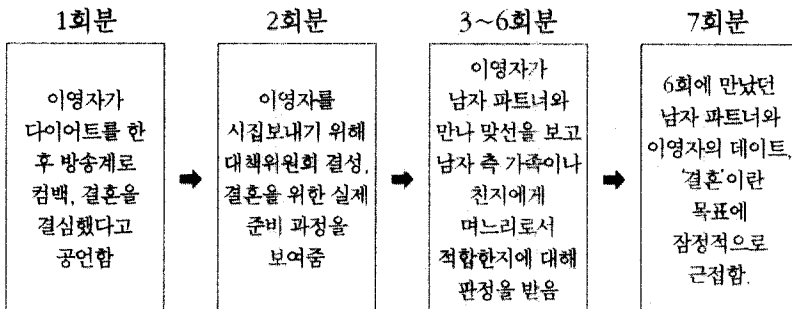 1회분
이영자가
다이어트를 한
후 방송계로
컴백, 결혼을
결심했다고
공언함
2회분
이영자를
시집보내기 위해
대책위원회 결성,
결혼을 위한 실제
준비 과정을
보여줌
3~6회분
이영자가
남자 파트너와
만나 맞선을 보고
남자 측 가족이나
친지에게
며느리로서
적합한지에 대해
판정을 받음
7회분
6회에 만났던
남자 파트너와
이영자의 데이트,
'결혼'이란
목표에
잠정적으로
근접함.